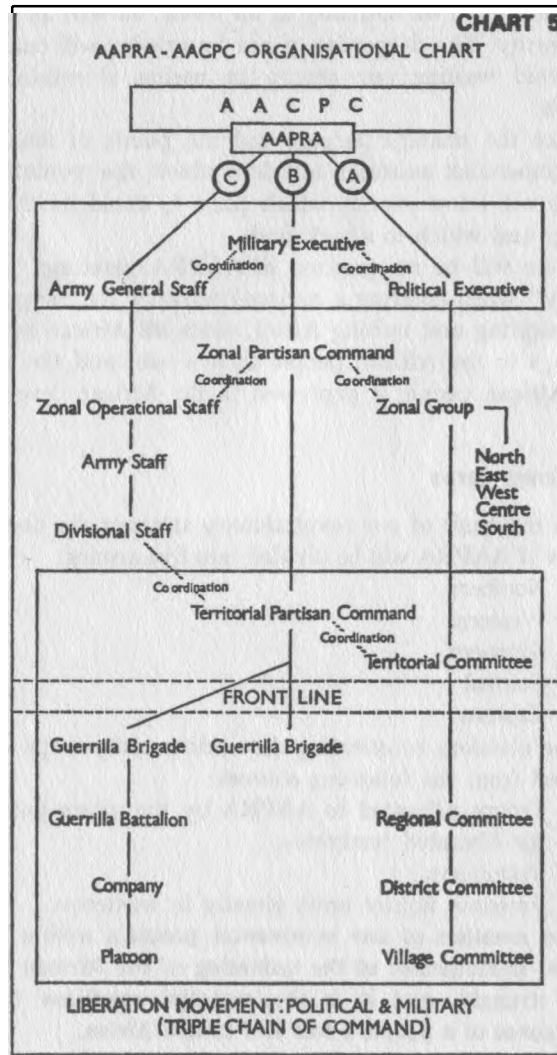 CHART 5
AAPRA-AACPC ORGANISATIONAL CHART
A A C P C
AAPRA
C B A
Military Executive
Coordination Coordination
Army General Staff Political Executive
Zonal Partisan Command
Coordination Coordination
Zonal Operational Staff Zonal Group
North
East
West
Centre
South
Army Staff
Divisional Staff
Coordination
Territorial Partisan Command
Coordination
Territorial Committee
FRONT LINE
Guerrilla Brigade Guerrilla Brigade
Guerrilla Battalion Regional Committee
Company District Committee
Platoon Village Committee
LIBERATION MOVEMENT: POLITICAL & MILITARY
(TRIPLE CHAIN OF COMMAND)